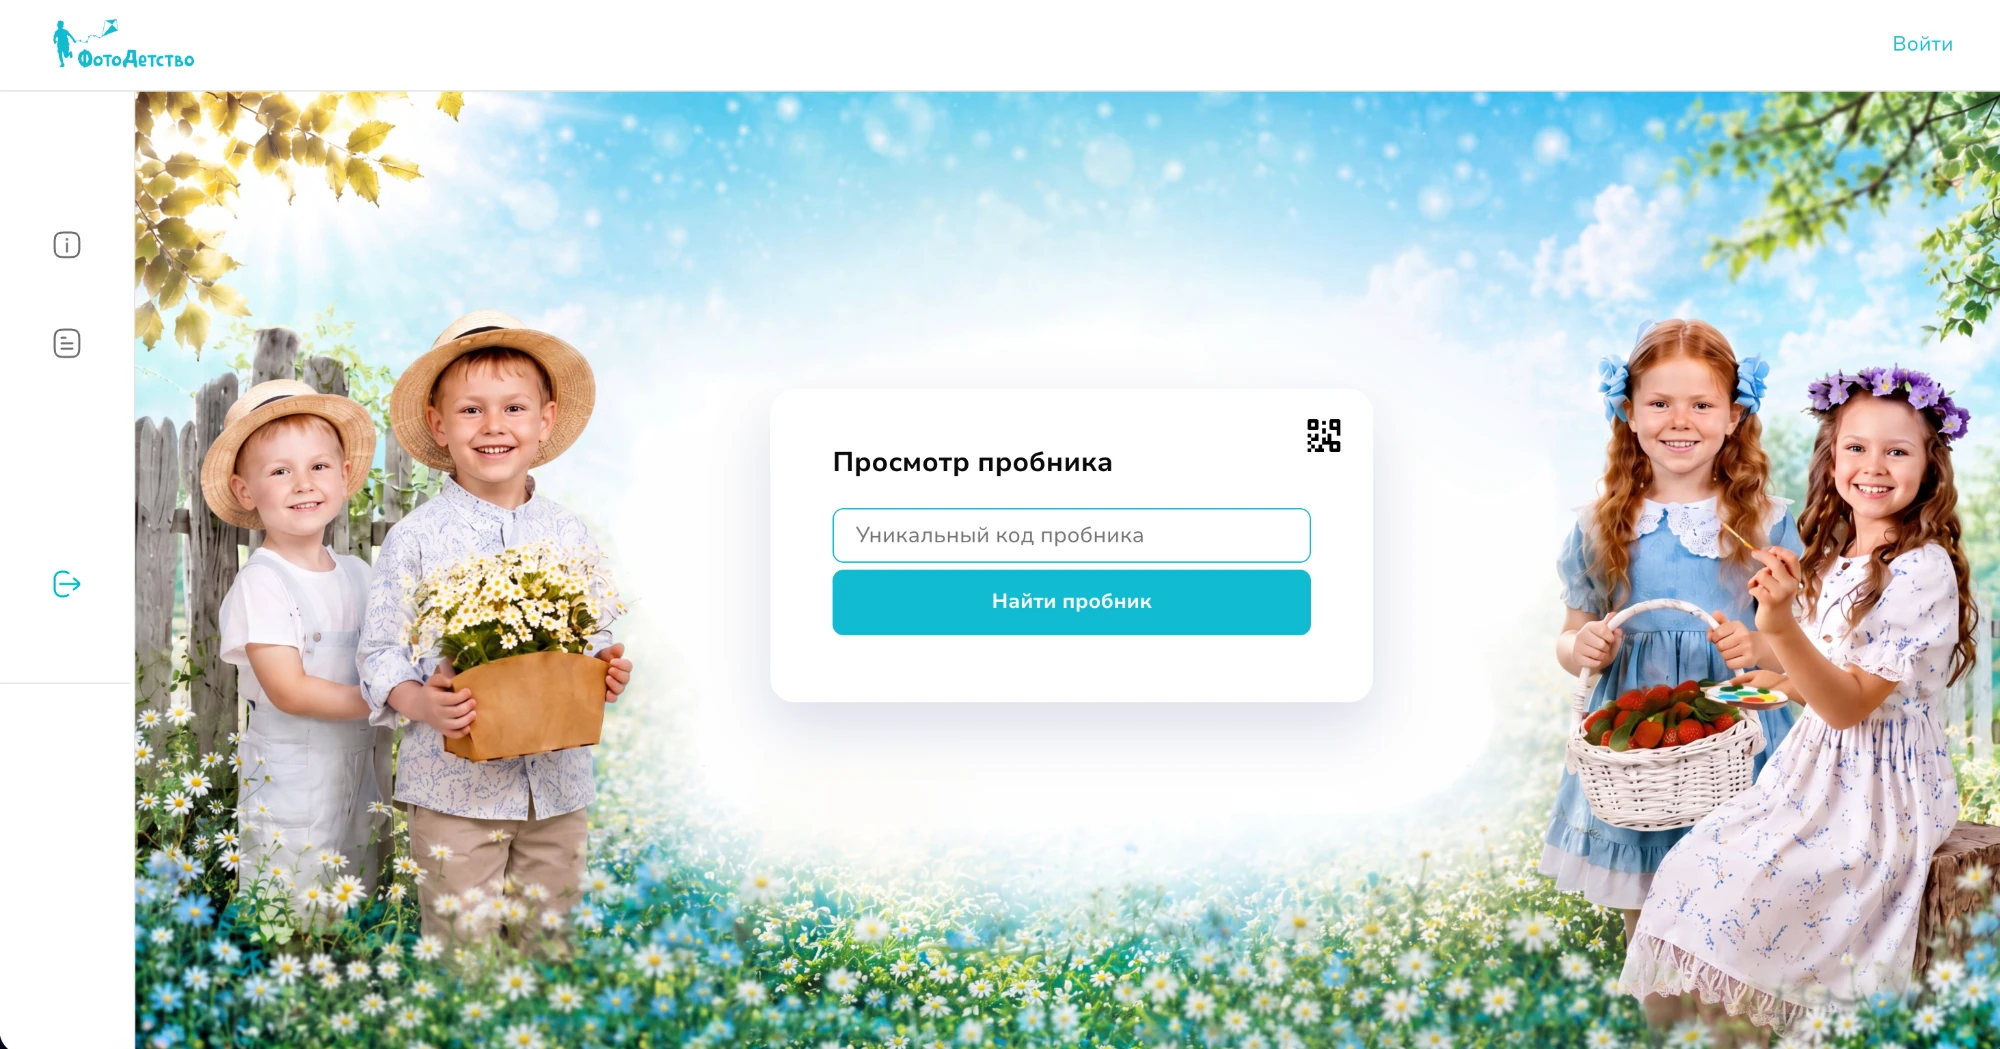 ФотоДетство
Войти
Просмотр пробника
Уникальный код пробника
Найти пробник